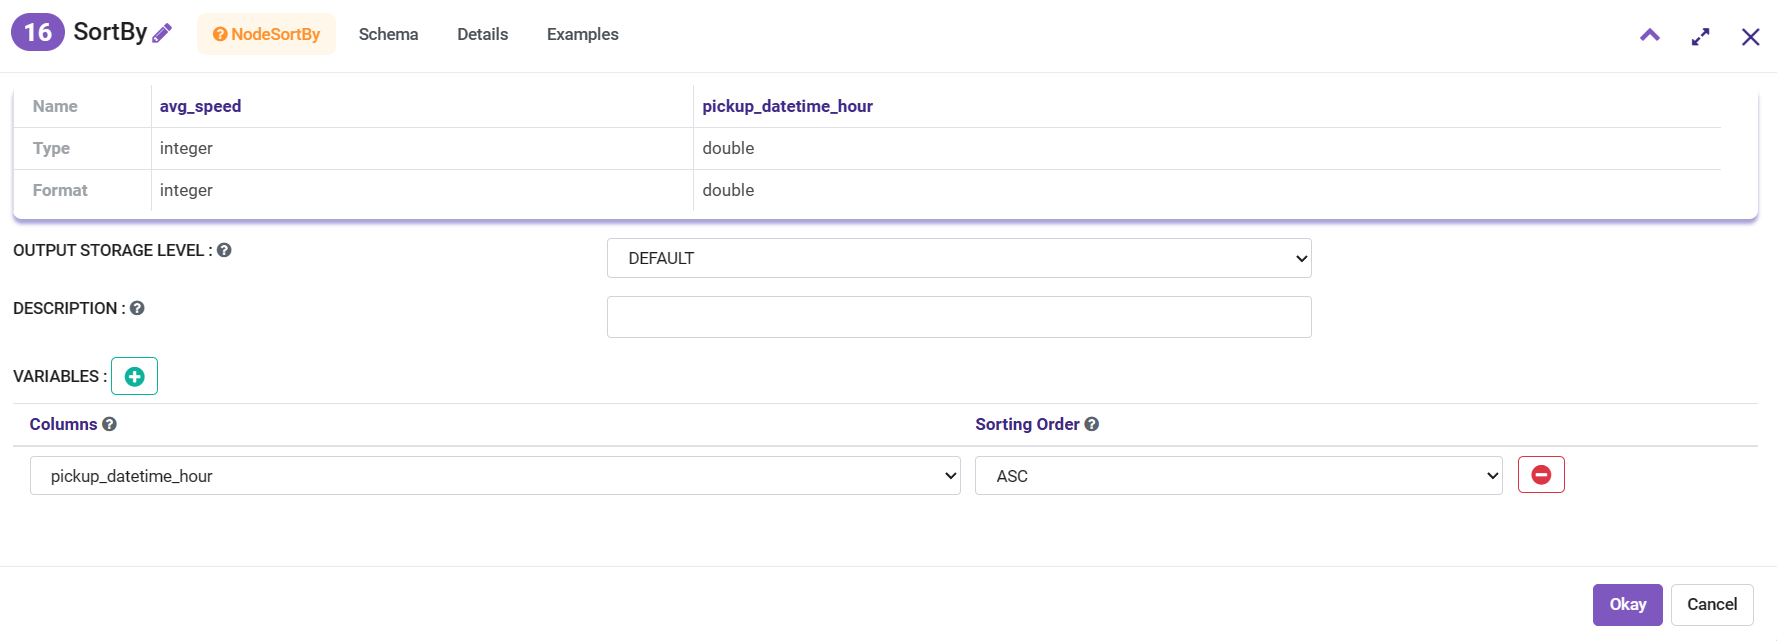 16 SortBy NodeSortBy Schema Details Examples
Name avg_speed pickup_datetime_hour
Type integer double
Format integer double
OUTPUT STORAGE LEVEL : DEFAULT
DESCRIPTION :
VARIABLES :
Columns Sorting Order
pickup_datetime_hour ASC
Okay Cancel